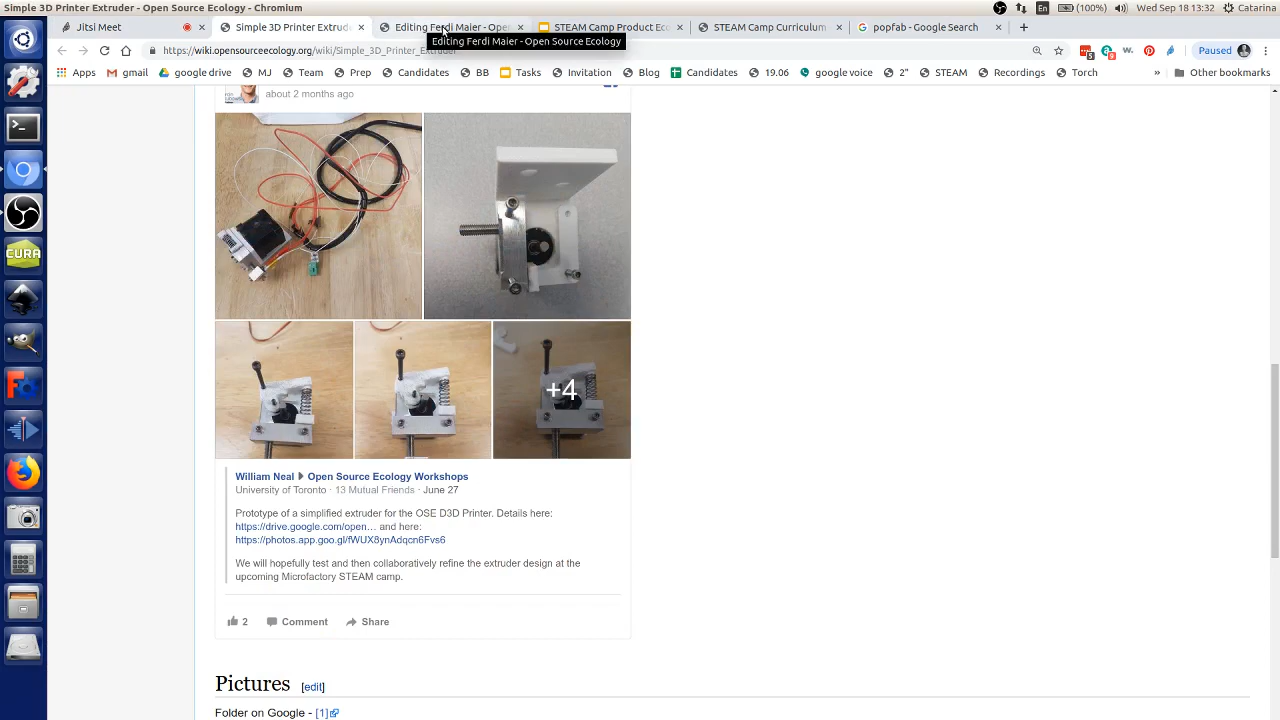 Simple 3D Printer Extruder - Open Source Ecology - Chromium
En
(100%)
Wed Sep 18 13:32
Catarina
Jitsi Meet
Simple 3D Printer Extrud
Editing Ferdi Maier - Ope
STEAM Camp Product Ec
STEAM Camp Curriculum
Sign in - Google Accounts
Editing Ferdi Maier - Open Source Ecology
https://wiki.opensourceecology.org/wiki/Simple_3D_Printer_Extruder
Paused
Apps
gmail
google drive
MJ
Team
Prep
Candidates
BB
Tasks
Invitation
Blog
Candidat
19.06
google voice
2"
STEAM
Recording
Torch
»
Other bookmarks
about 2 months ago
+4
CURA
William Neal
Open Source Ecology Workshops
University of Toronto · 13 Mutual Friends · June 27
Prototype of a simplified extruder for the OSE D3D Printer. Details here:
https://drive.google.com/open… and here:
https://photos.app.goo.gl/fWUX8ynAdqcn6Fvs6
We will hopefully test and then collaboratively refine the extruder design at the
upcoming Microfactory STEAM camp.
2
Comment
Share
Pictures [edit]
Folder on Google - [1]